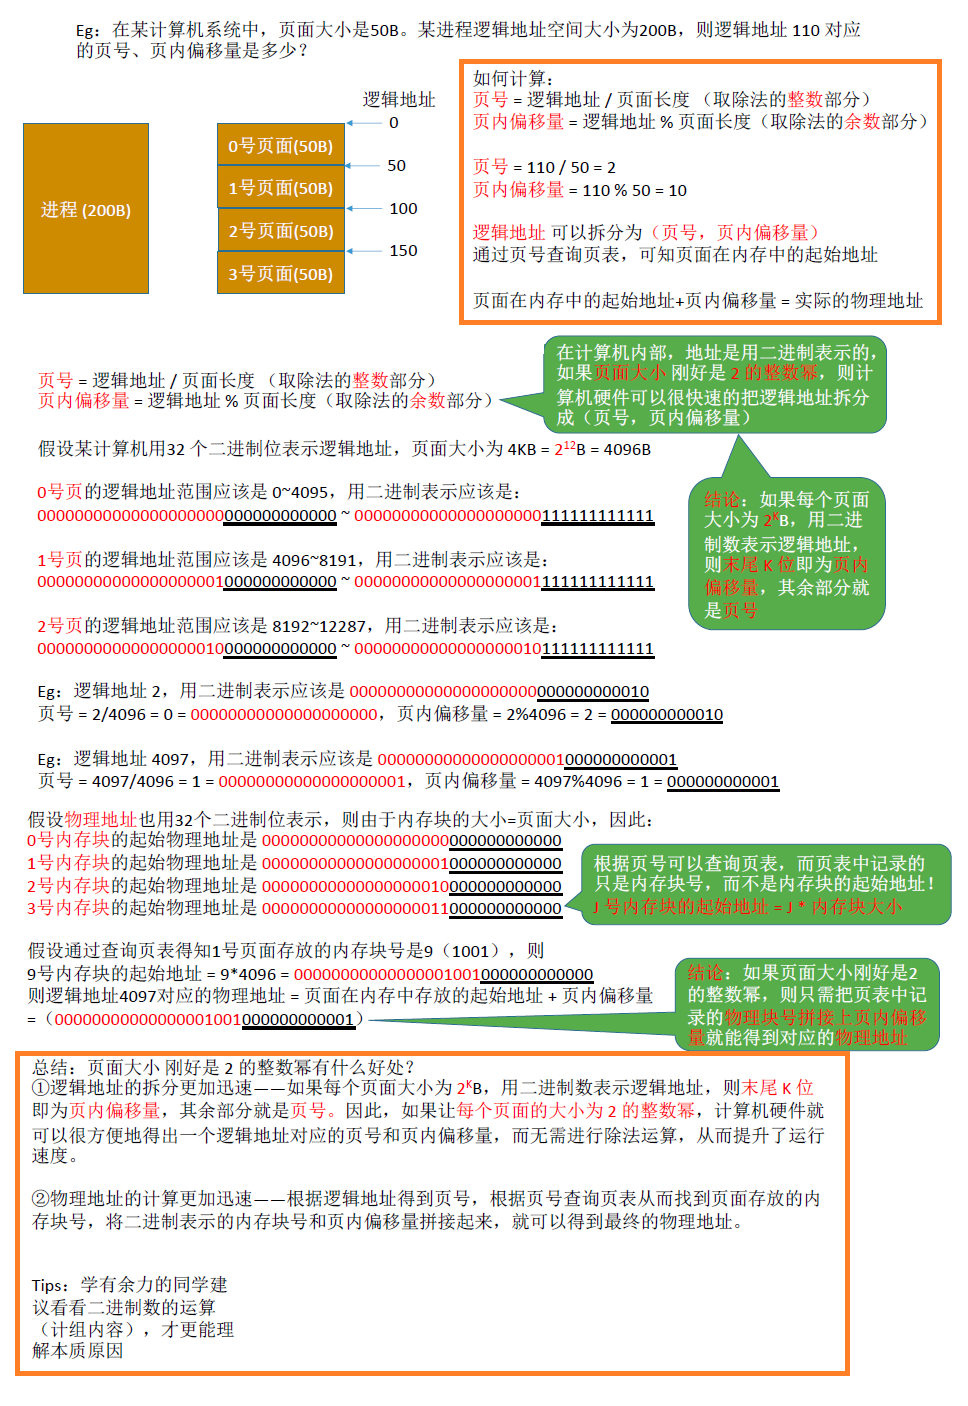 Eg：在某计算机系统中，页面大小是50B。某进程逻辑地址空间大小为200B，则逻辑地址 110 对应
的页号、页内偏移量是多少？
逻辑地址
进程 (200B)
0号页面(50B)
1号页面(50B)
2号页面(50B)
3号页面(50B)
0
50
100
150
如何计算：
页号 = 逻辑地址 / 页面长度 （取除法的整数部分）
页内偏移量 = 逻辑地址 % 页面长度（取除法的余数部分）
页号 = 110 / 50 = 2
页内偏移量 = 110 % 50 = 10
逻辑地址 可以拆分为（页号，页内偏移量）
通过页号查询页表，可知页面在内存中的起始地址
页面在内存中的起始地址+页内偏移量 = 实际的物理地址
在计算机内部，地址是用二进制表示的，
如果页面大小 刚好是 2 的整数幂，则计
算机硬件可以很快速的把逻辑地址拆分
成（页号，页内偏移量）
页号 = 逻辑地址 / 页面长度 （取除法的整数部分）
页内偏移量 = 逻辑地址 % 页面长度（取除法的余数部分）
假设某计算机用32 个二进制位表示逻辑地址，页面大小为 4KB = 2¹²B = 4096B
0号页的逻辑地址范围应该是 0~4095，用二进制表示应该是：
00000000000000000000000000000000 ~ 00000000000000000000111111111111
1号页的逻辑地址范围应该是 4096~8191，用二进制表示应该是：
00000000000000000001000000000000 ~ 00000000000000000001111111111111
2号页的逻辑地址范围应该是 8192~12287，用二进制表示应该是：
00000000000000000010000000000000 ~ 00000000000000000010111111111111
结论：如果每个页面
大小为 2ᴷB，用二进
制数表示逻辑地址，
则末尾 K 位即为页内
偏移量，其余部分就
是页号
Eg：逻辑地址 2，用二进制表示应该是 00000000000000000000000000000010
页号 = 2/4096 = 0 = 00000000000000000000，页内偏移量 = 2%4096 = 2 = 000000000010
Eg：逻辑地址 4097，用二进制表示应该是 00000000000000000001000000000001
页号 = 4097/4096 = 1 = 00000000000000000001，页内偏移量 = 4097%4096 = 1 = 000000000001
假设物理地址也用32个二进制位表示，则由于内存块的大小=页面大小，因此：
0号内存块的起始物理地址是 00000000000000000000000000000000
1号内存块的起始物理地址是 00000000000000000001000000000000
2号内存块的起始物理地址是 00000000000000000010000000000000
3号内存块的起始物理地址是 00000000000000000011000000000000
根据页号可以查询页表，而页表中记录的
只是内存块号，而不是内存块的起始地址！
J 号内存块的起始地址 = J * 内存块大小
假设通过查询页表得知1号页面存放的内存块号是9（1001），则
9号内存块的起始地址 = 9*4096 = 00000000000000001001000000000000
则逻辑地址4097对应的物理地址 = 页面在内存中存放的起始地址 + 页内偏移量
=（00000000000000001001000000000001）
结论：如果页面大小刚好是2
的整数幂，则只需把页表中记
录的物理块号拼接上页内偏移
量就能得到对应的物理地址
总结：页面大小 刚好是 2 的整数幂有什么好处？
①逻辑地址的拆分更加迅速——如果每个页面大小为 2ᴷB，用二进制数表示逻辑地址，则末尾 K 位
即为页内偏移量，其余部分就是页号。因此，如果让每个页面的大小为 2 的整数幂，计算机硬件就
可以很方便地得出一个逻辑地址对应的页号和页内偏移量，而无需进行除法运算，从而提升了运行
速度。
②物理地址的计算更加迅速——根据逻辑地址得到页号，根据页号查询页表从而找到页面存放的内
存块号，将二进制表示的内存块号和页内偏移量拼接起来，就可以得到最终的物理地址。
Tips：学有余力的同学建
议看看二进制数的运算
（计组内容），才更能理
解本质原因